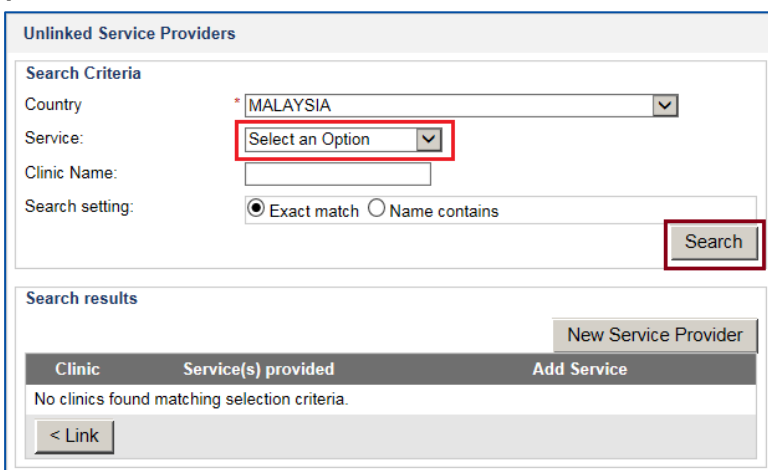 Unlinked Service Providers
Search Criteria
Country * MALAYSIA
Service: Select an Option
Clinic Name:
Search setting: Exact match Name contains
Search
Search results
New Service Provider
Clinic Service(s) provided Add Service
No clinics found matching selection criteria.
< Link